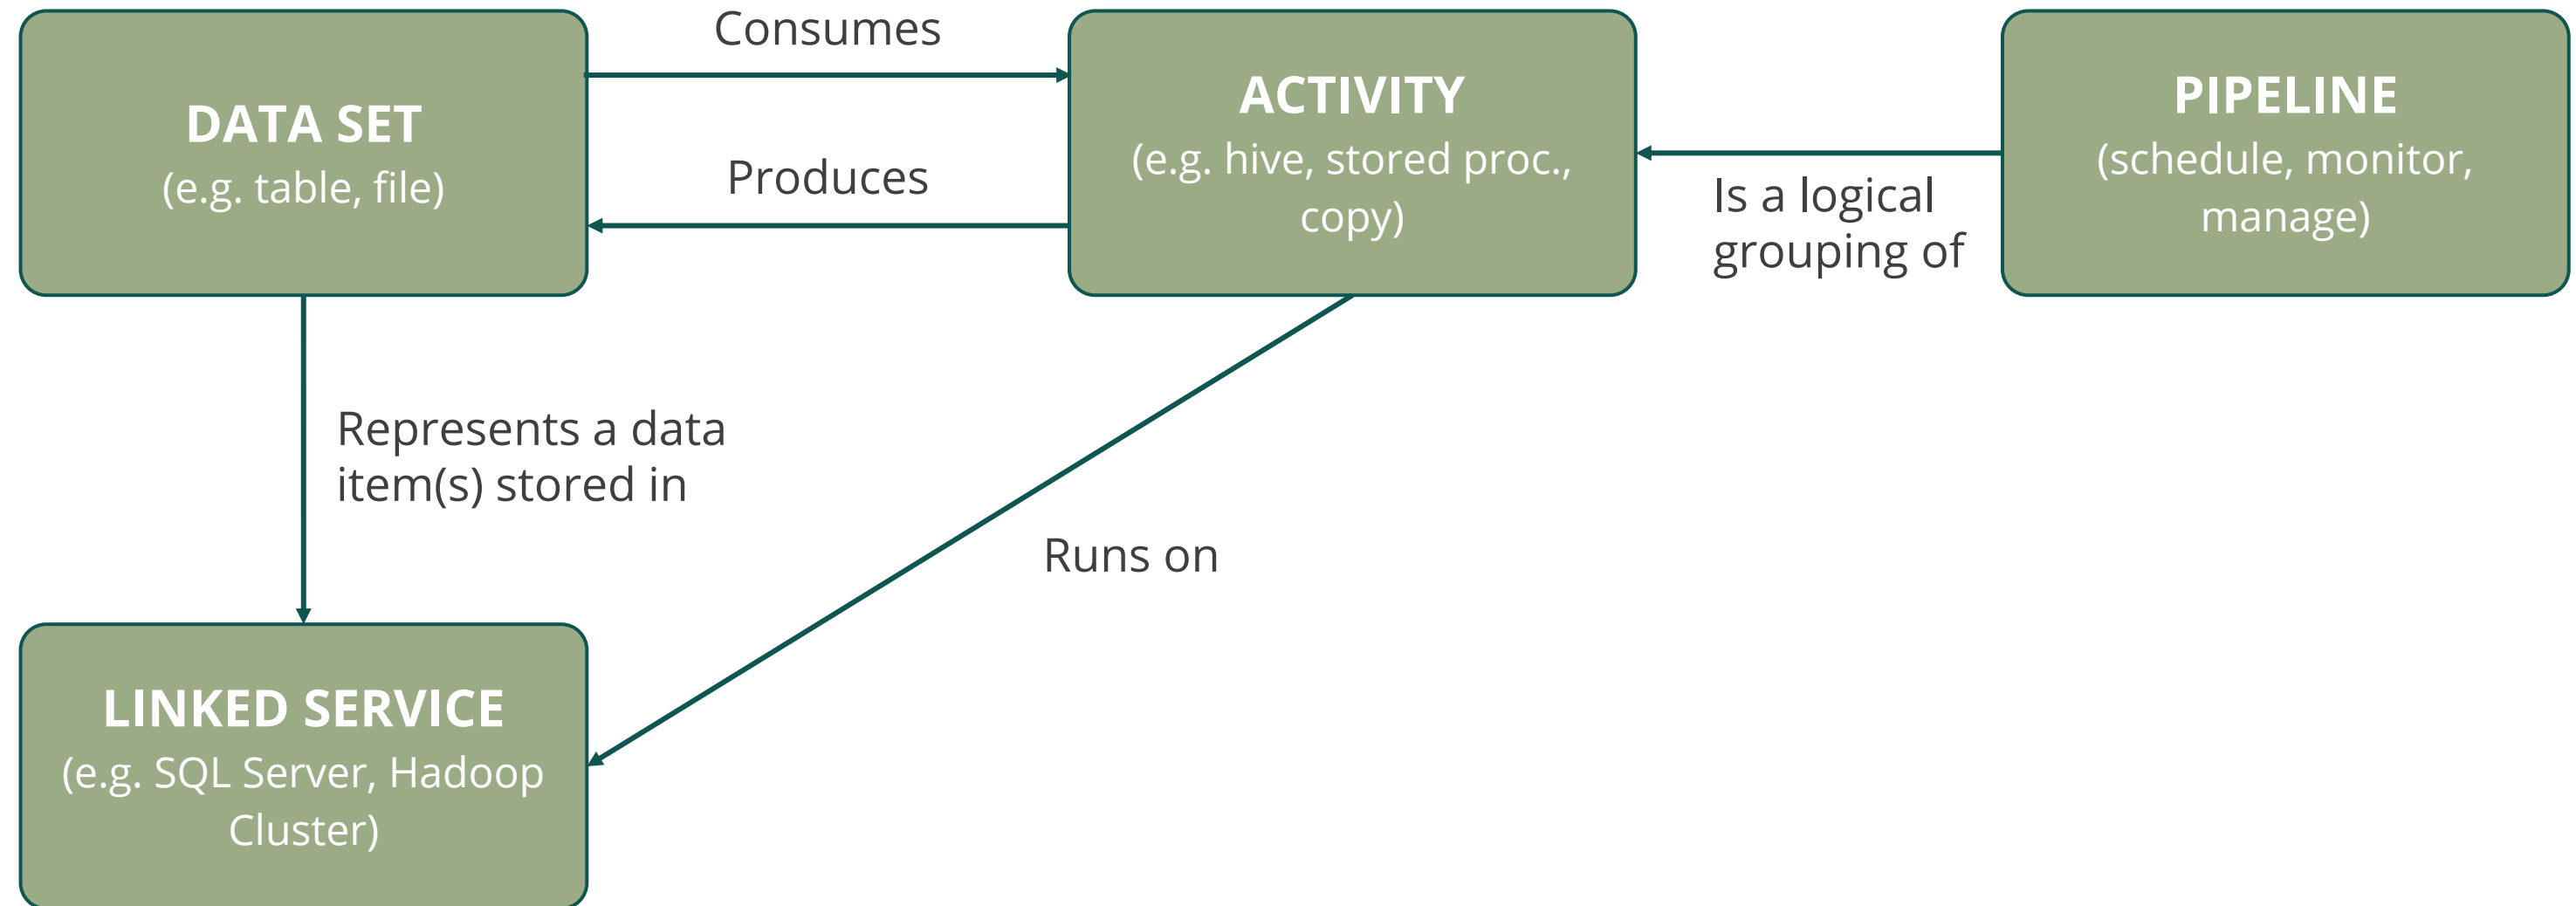 DATA SET
(e.g. table, file)
Consumes
Produces
ACTIVITY
(e.g. hive, stored proc.,
copy)
Is a logical
grouping of
PIPELINE
(schedule, monitor,
manage)
Represents a data
item(s) stored in
Runs on
LINKED SERVICE
(e.g. SQL Server, Hadoop
Cluster)